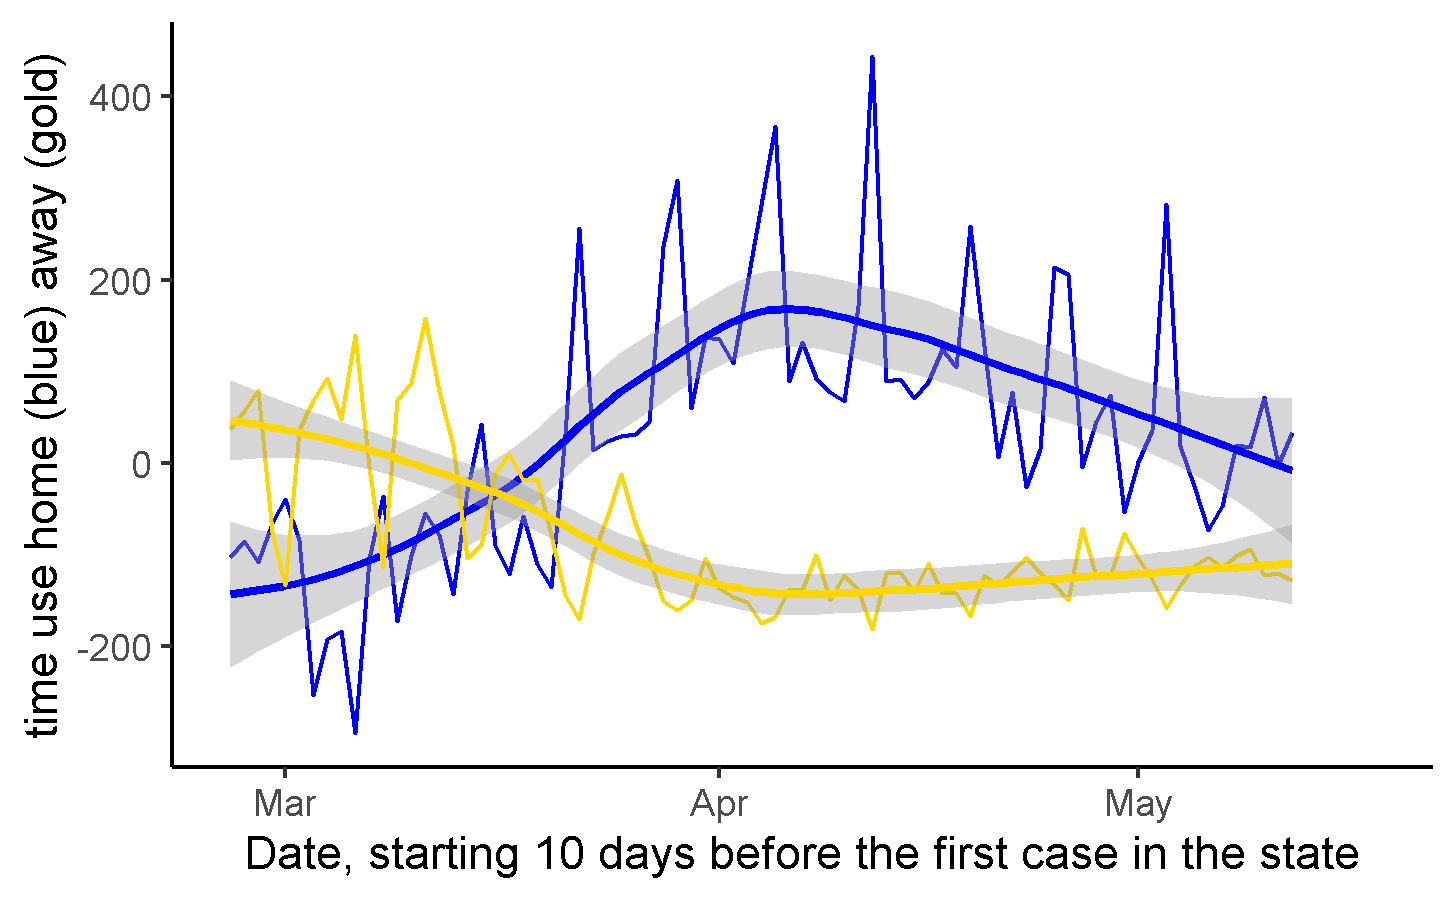 time use home (blue) away (gold)
400
200
0
-200
Mar Apr May
Date, starting 10 days before the first case in the state